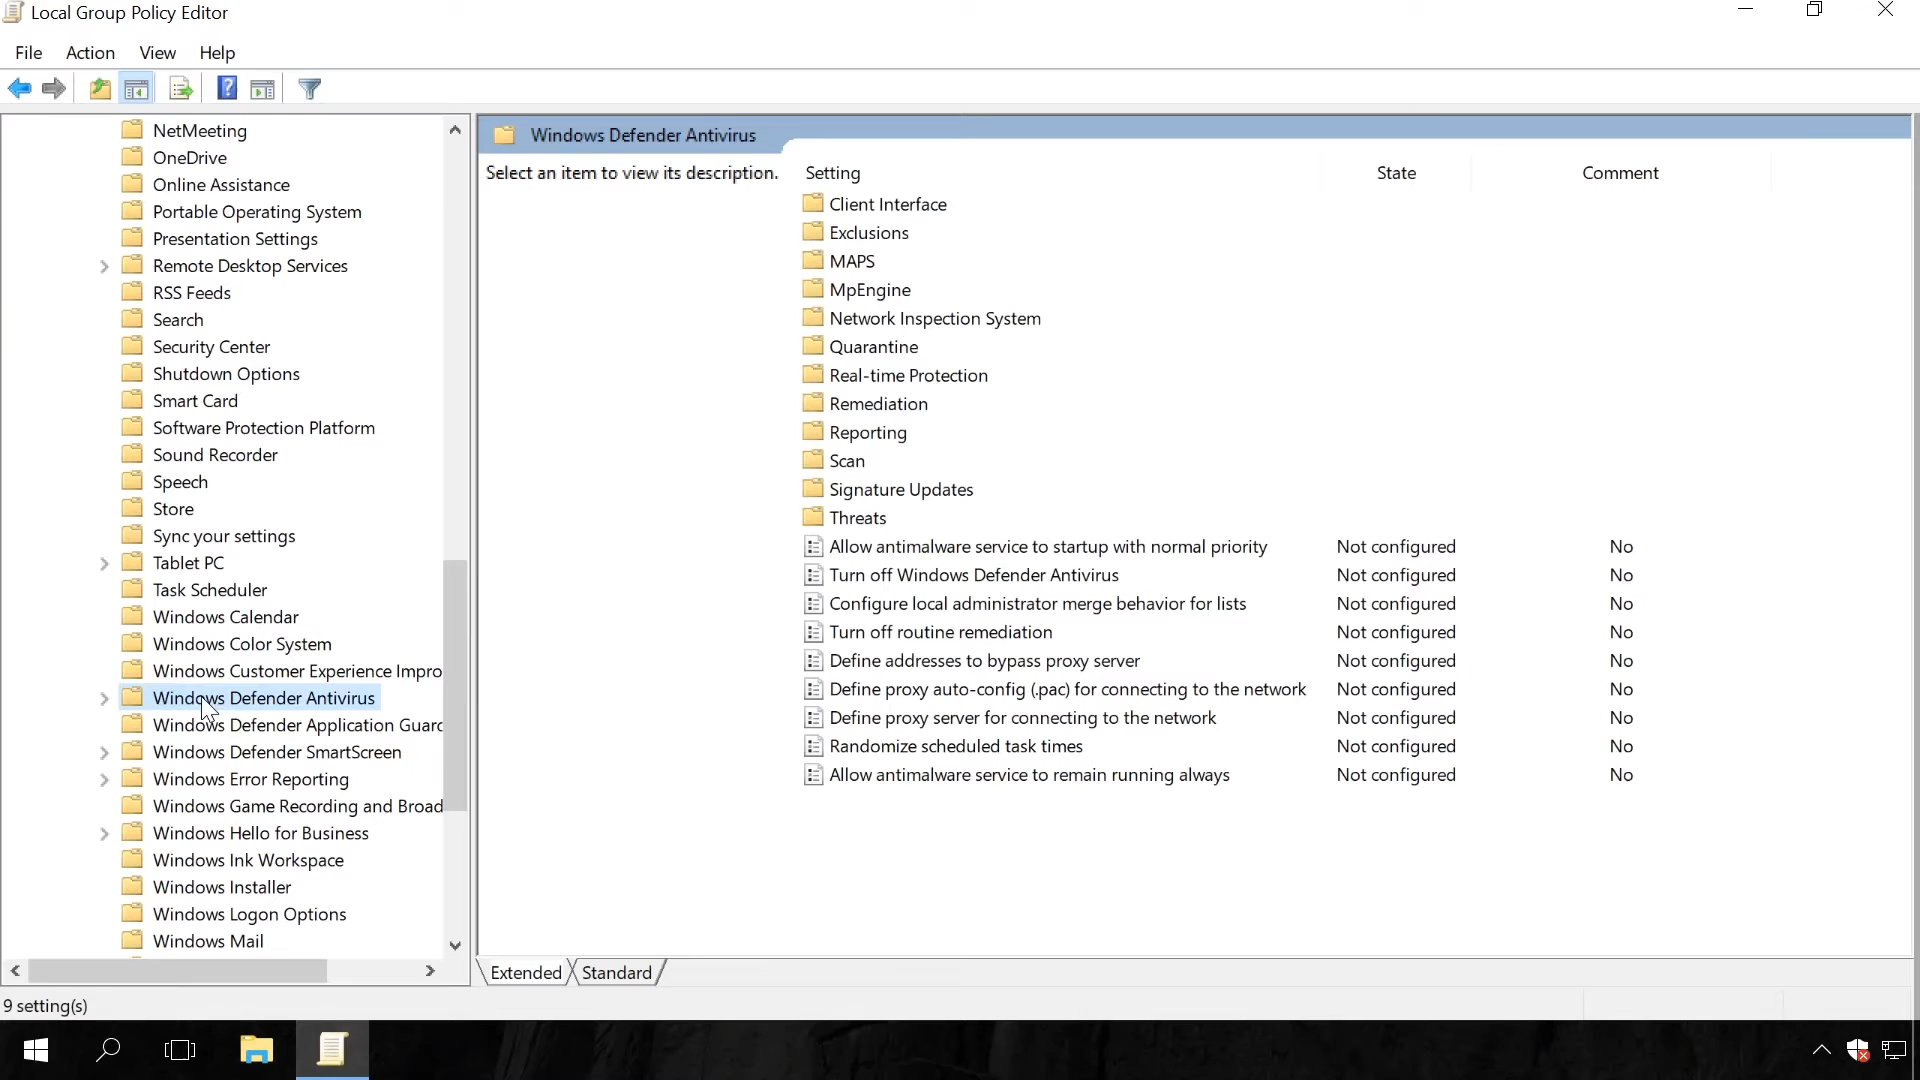 Local Group Policy Editor
File Action View Help
NetMeeting
OneDrive
Online Assistance
Portable Operating System
Presentation Settings
Remote Desktop Services
RSS Feeds
Search
Security Center
Shutdown Options
Smart Card
Software Protection Platform
Sound Recorder
Speech
Store
Sync your settings
Tablet PC
Task Scheduler
Windows Calendar
Windows Color System
Windows Customer Experience Impro
Windows Defender Antivirus
Windows Defender Application Guard
Windows Defender SmartScreen
Windows Error Reporting
Windows Game Recording and Broad
Windows Hello for Business
Windows Ink Workspace
Windows Installer
Windows Logon Options
Windows Mail
Windows Defender Antivirus
Select an item to view its description.
Setting State Comment
Client Interface
Exclusions
MAPS
MpEngine
Network Inspection System
Quarantine
Real-time Protection
Remediation
Reporting
Scan
Signature Updates
Threats
Allow antimalware service to startup with normal priority Not configured No
Turn off Windows Defender Antivirus Not configured No
Configure local administrator merge behavior for lists Not configured No
Turn off routine remediation Not configured No
Define addresses to bypass proxy server Not configured No
Define proxy auto-config (.pac) for connecting to the network Not configured No
Define proxy server for connecting to the network Not configured No
Randomize scheduled task times Not configured No
Allow antimalware service to remain running always Not configured No
Extended Standard
9 setting(s)